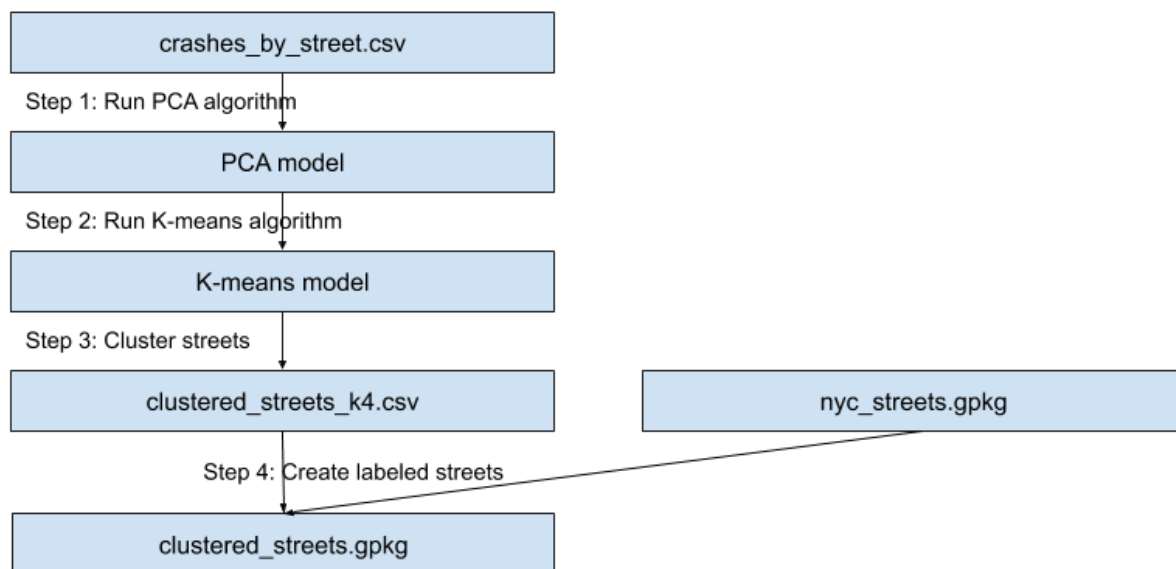 crashes_by_street.csv
Step 1: Run PCA algorithm
PCA model
Step 2: Run K-means algorithm
K-means model
Step 3: Cluster streets
clustered_streets_k4.csv
nyc_streets.gpkg
Step 4: Create labeled streets
clustered_streets.gpkg